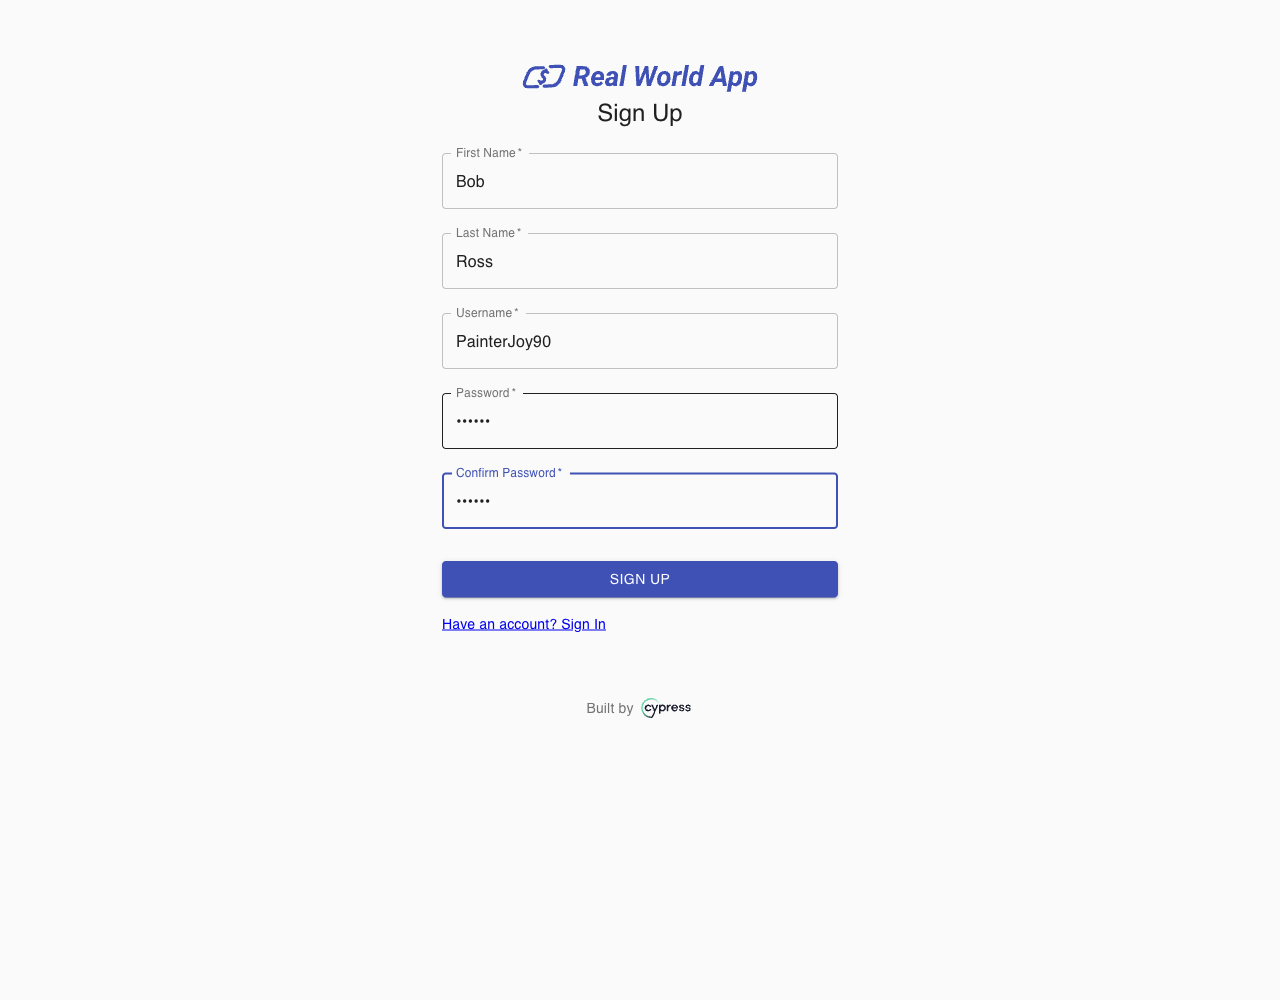 Real World App
Sign Up
First Name *
Bob
Last Name *
Ross
Username *
PainterJoy90
Password *
••••••
Confirm Password *
••••••
SIGN UP
Have an account? Sign In
Built by cypress